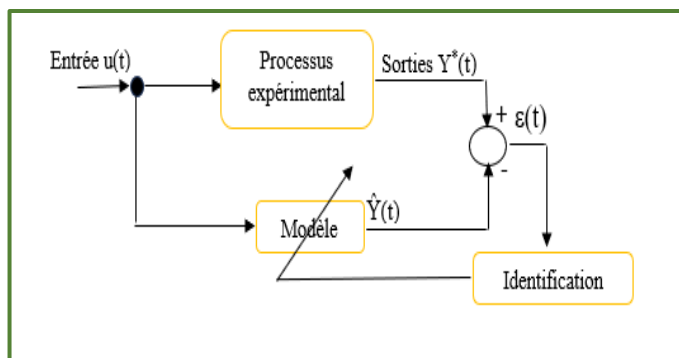 Entrée u(t)
Processus
expérimental
Sorties Y*(t)
+
ε(t)
-
Modèle
Ŷ(t)
Identification